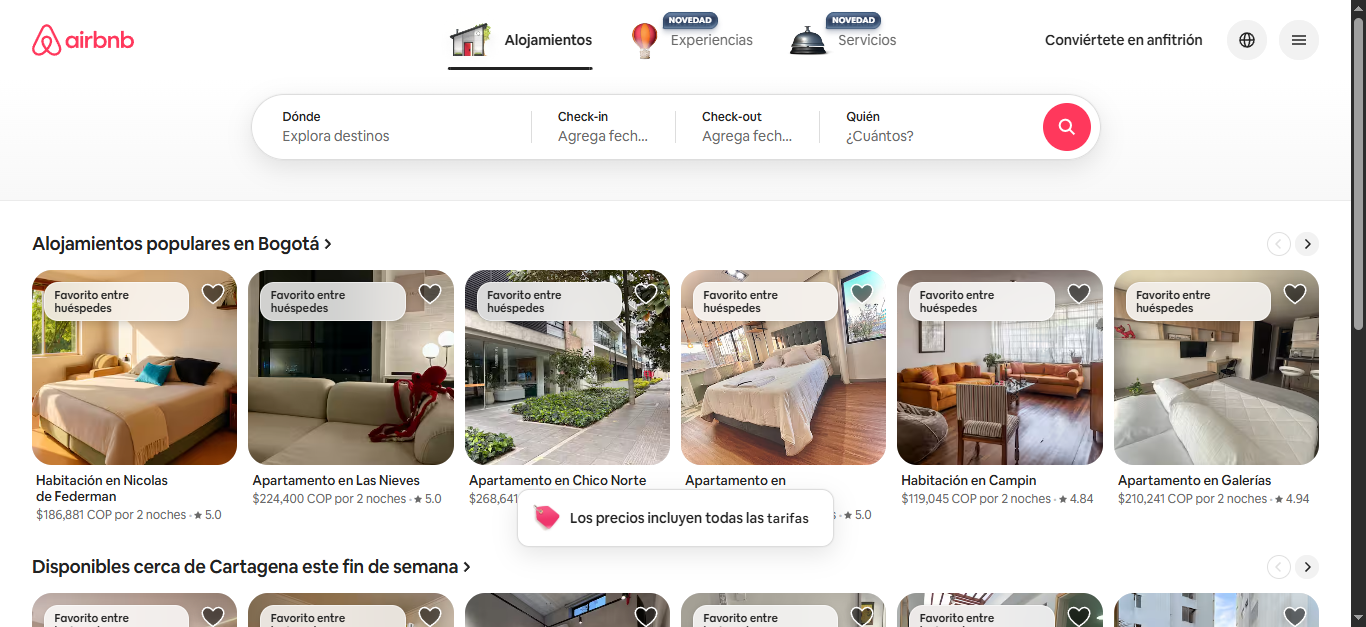 airbnb
Alojamientos
NOVEDAD
Experiencias
NOVEDAD
Servicios
Conviértete en anfitrión
Dónde
Explora destinos
Check-in
Agrega fech...
Check-out
Agrega fech...
Quién
¿Cuántos?
Alojamientos populares en Bogotá
Favorito entre
huéspedes
Favorito entre
huéspedes
Favorito entre
huéspedes
Favorito entre
huéspedes
Favorito entre
huéspedes
Favorito entre
huéspedes
Habitación en Nicolas
de Federman
$186,881 COP por 2 noches · ★ 5.0
Apartamento en Las Nieves
$224,400 COP por 2 noches · ★ 5.0
Apartamento en Chico Norte
$268,641
Apartamento en
· ★ 5.0
Habitación en Campin
$119,045 COP por 2 noches · ★ 4.84
Apartamento en Galerías
$210,241 COP por 2 noches · ★ 4.94
Los precios incluyen todas las tarifas
Disponibles cerca de Cartagena este fin de semana
Favorito entre
Favorito entre
Favorito entre
Favorito entre
Favorito entre